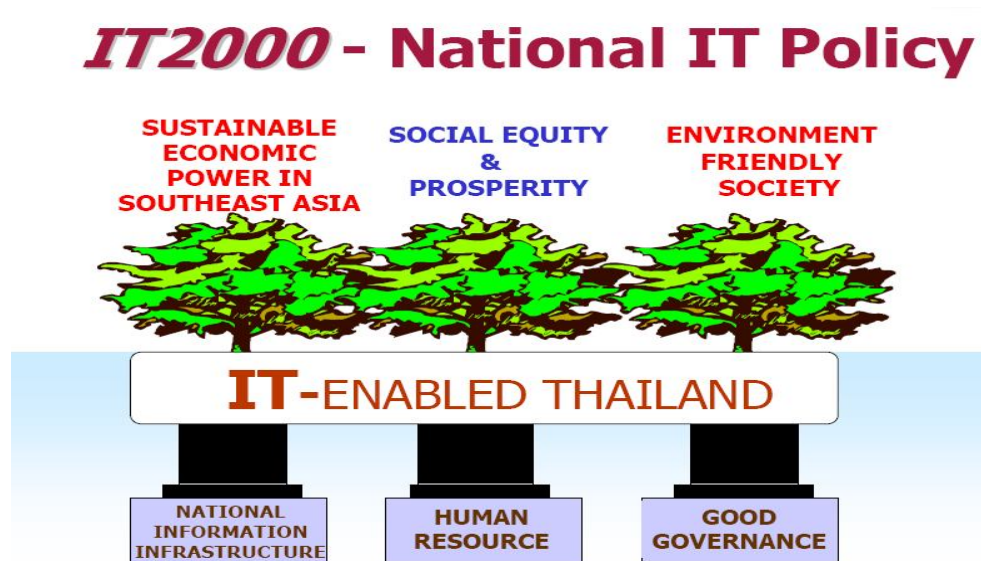 IT2000 - National IT Policy
SUSTAINABLE
ECONOMIC
POWER IN
SOUTHEAST ASIA
SOCIAL EQUITY
&
PROSPERITY
ENVIRONMENT
FRIENDLY
SOCIETY
IT-ENABLED THAILAND
NATIONAL
INFORMATION
INFRASTRUCTURE
HUMAN
RESOURCE
GOOD
GOVERNANCE